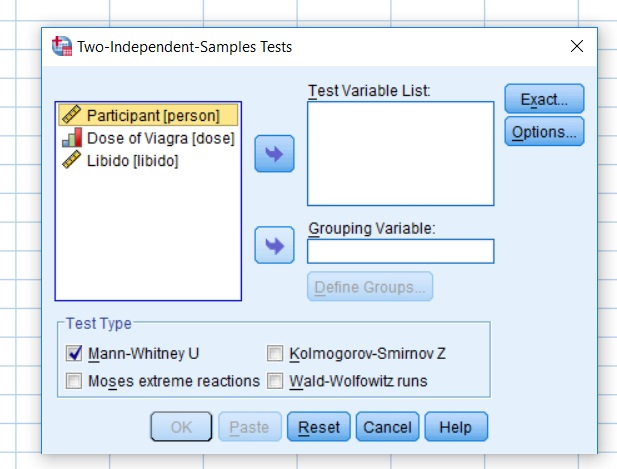 Two-Independent-Samples Tests
Participant [person]
Dose of Viagra [dose]
Libido [libido]
Test Variable List:
Exact...
Options...
Grouping Variable:
Define Groups...
Test Type
Mann-Whitney U
Kolmogorov-Smirnov Z
Moses extreme reactions
Wald-Wolfowitz runs
OK
Paste
Reset
Cancel
Help